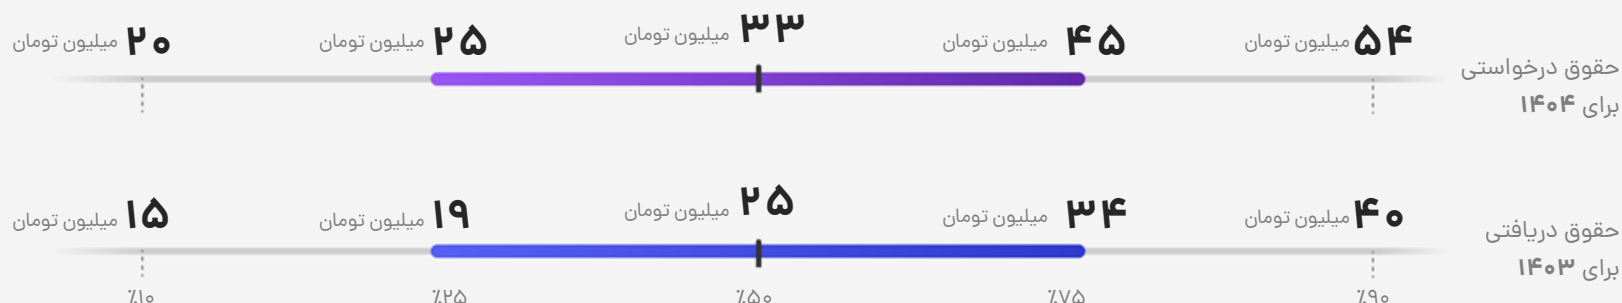 ۲۰ میلیون تومان
۲۵ میلیون تومان
۳۳ میلیون تومان
۴۵ میلیون تومان
۵۴ میلیون تومان
حقوق درخواستی
برای ۱۴۰۴
۱۵ میلیون تومان
۱۹ میلیون تومان
۲۵ میلیون تومان
۳۴ میلیون تومان
۴۰ میلیون تومان
حقوق دریافتی
برای ۱۴۰۳
٪۱۰
٪۲۵
٪۵۰
٪۷۵
٪۹۰